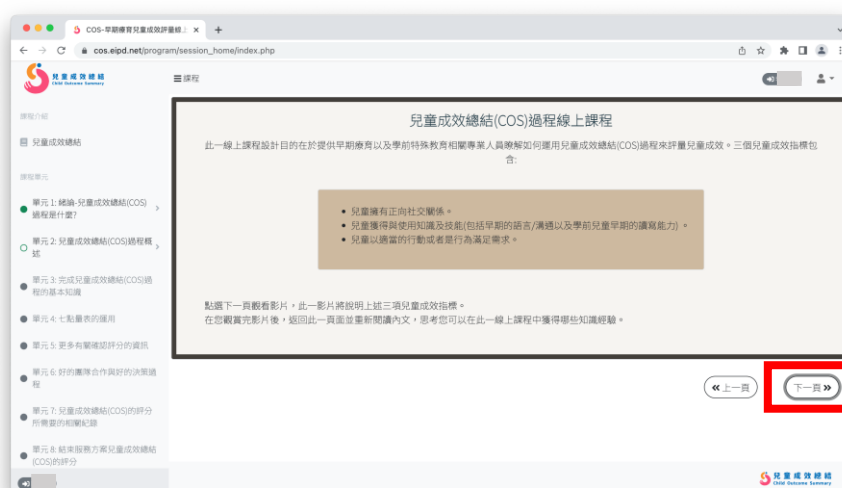 COS-早期療育兒童成效評量線上
cos.eipd.net/program/session_home/index.php
兒童成效總結
Child Outcome Summary
課程
課程介紹
兒童成效總結
課程單元
單元 1: 緒論-兒童成效總結(COS)
過程是什麼?
單元 2: 兒童成效總結(COS)過程概
述
單元 3: 完成兒童成效總結(COS)過
程的基本知識
單元 4: 七點量表的運用
單元 5: 更多有關確認評分的資訊
單元 6: 好的團隊合作與好的決策過
程
單元 7: 兒童成效總結(COS)的評分
所需要的相關紀錄
單元 8: 結束服務方案兒童成效總結
(COS)的評分
兒童成效總結(COS)過程線上課程
此一線上課程設計目的在於提供早期療育以及學前特殊教育相關專業人員瞭解如何運用兒童成效總結(COS)過程來評量兒童成效。三個兒童成效指標包
含:
兒童擁有正向社交關係。
兒童獲得與使用知識及技能(包括早期的語言/溝通以及學前兒童早期的讀寫能力) 。
兒童以適當的行動或者是行為滿足需求。
點選下一頁觀看影片，此一影片將說明上述三項兒童成效指標。
在您觀賞完影片後，返回此一頁面並重新閱讀內文，思考您可以在此一線上課程中獲得哪些知識經驗。
«上一頁
下一頁»
兒童成效總結
Child Outcome Summary